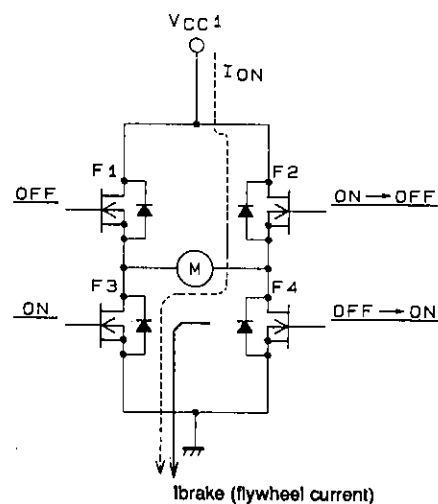 VCC1
ION
F1
F2
OFF
ON→OFF
M
F3
F4
ON
OFF→ON
Ibrake (flywheel current)